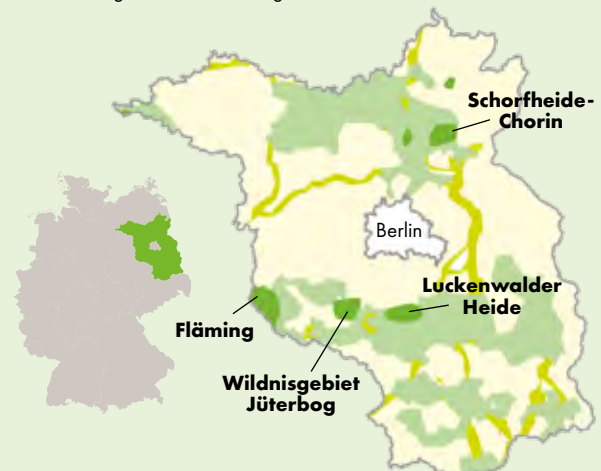 Schorfheide-
Chorin
Berlin
Luckenwalder
Heide
Fläming
Wildnisgebiet
Jüterbog